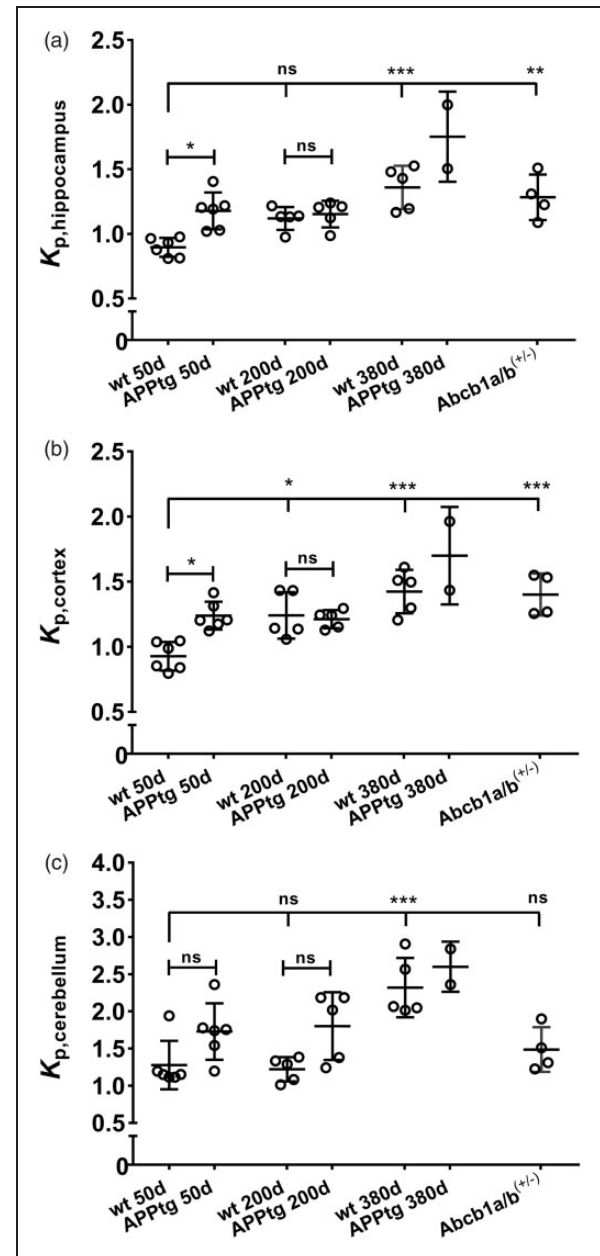 (a)
2.5
2.0
1.5
1.0
0.5
0
Kp,hippocampus
ns
***
**
*
ns
wt 50d
APPtg 50d
wt 200d
APPtg 200d
wt 380d
APPtg 380d
Abcb1a/b(+/-)
(b)
2.5
2.0
1.5
1.0
0.5
0
Kp,cortex
*
***
***
*
ns
wt 50d
APPtg 50d
wt 200d
APPtg 200d
wt 380d
APPtg 380d
Abcb1a/b(+/-)
(c)
4.0
3.5
3.0
2.5
2.0
1.5
1.0
0.5
0
Kp,cerebellum
ns
***
ns
ns
ns
wt 50d
APPtg 50d
wt 200d
APPtg 200d
wt 380d
APPtg 380d
Abcb1a/b(+/-)